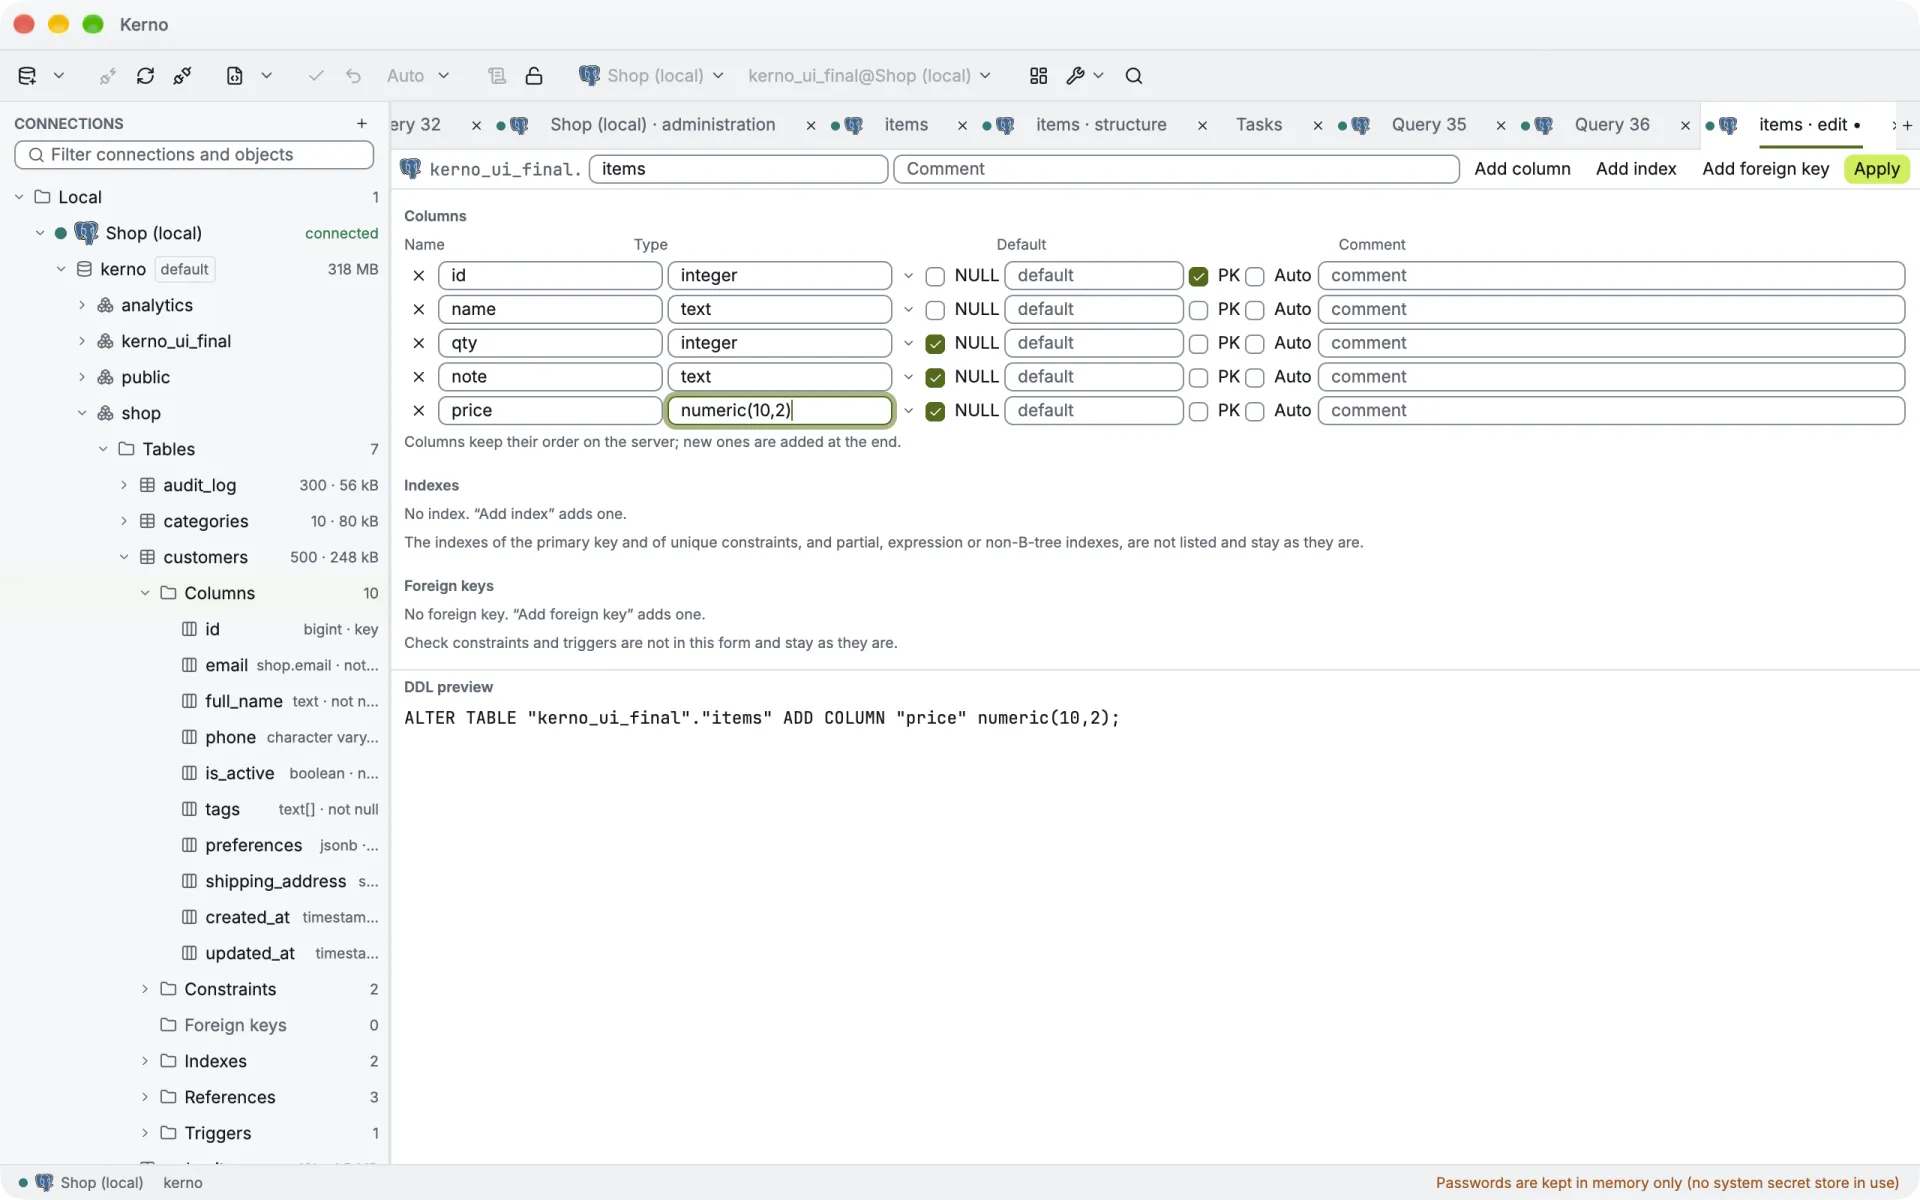 Kerno
Auto
Shop (local)
kerno_ui_final@Shop (local)
CONNECTIONS
Filter connections and objects
Local 1
Shop (local) connected
kerno default 318 MB
analytics
kerno_ui_final
public
shop
Tables 7
audit_log 300 · 56 kB
categories 10 · 80 kB
customers 500 · 248 kB
Columns 10
id bigint · key
email shop.email · not...
full_name text · not n...
phone character vary...
is_active boolean · n...
tags text[] · not null
preferences jsonb ·...
shipping_address s...
created_at timestam...
updated_at timesta...
Constraints 2
Foreign keys 0
Indexes 2
References 3
Triggers 1
ery 32
Shop (local) · administration
items
items · structure
Tasks
Query 35
Query 36
items · edit •
kerno_ui_final. items Comment Add column Add index Add foreign key Apply
Columns
Name Type Default Comment
id integer NULL default PK Auto comment
name text NULL default PK Auto comment
qty integer NULL default PK Auto comment
note text NULL default PK Auto comment
price numeric(10,2) NULL default PK Auto comment
Columns keep their order on the server; new ones are added at the end.
Indexes
No index. “Add index” adds one.
The indexes of the primary key and of unique constraints, and partial, expression or non-B-tree indexes, are not listed and stay as they are.
Foreign keys
No foreign key. “Add foreign key” adds one.
Check constraints and triggers are not in this form and stay as they are.
DDL preview
ALTER TABLE "kerno_ui_final"."items" ADD COLUMN "price" numeric(10,2);
Shop (local) kerno
Passwords are kept in memory only (no system secret store in use)